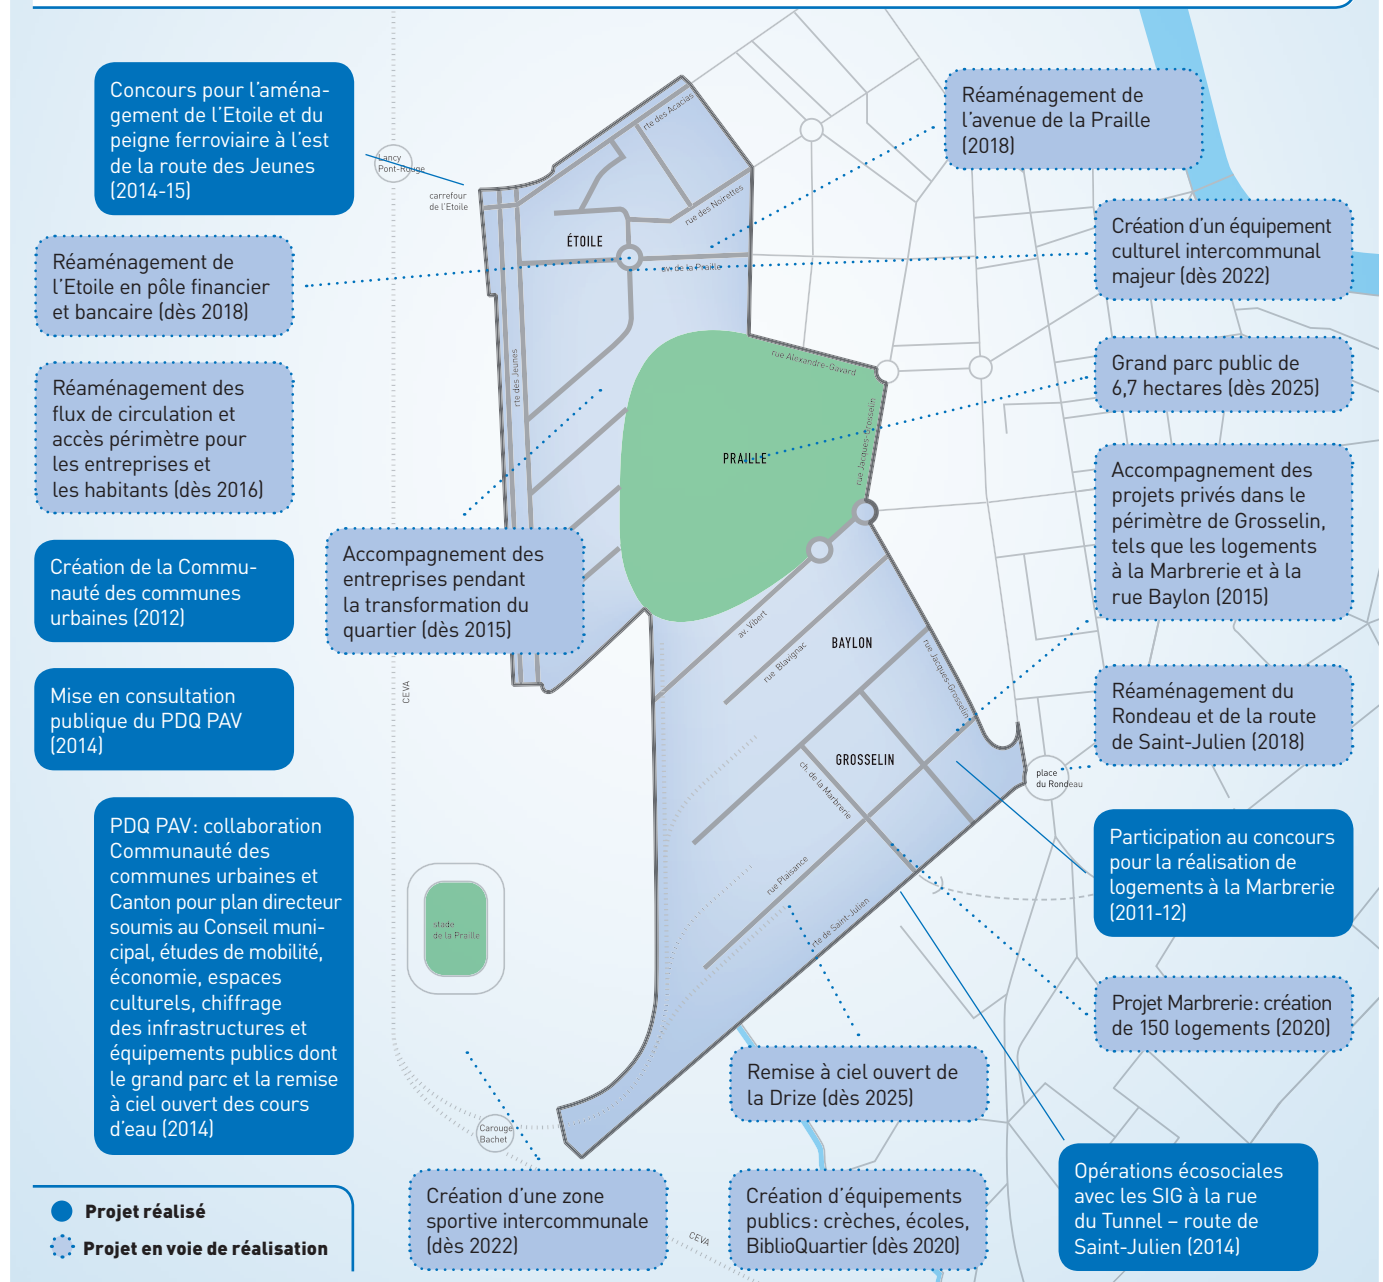 Concours pour l’aména-
gement de l’Etoile et du
peigne ferroviaire à l’est
de la route des Jeunes
(2014-15)
Réaménagement de
l’Etoile en pôle financier
et bancaire (dès 2018)
Réaménagement des
flux de circulation et
accès périmètre pour
les entreprises et
les habitants (dès 2016)
Création de la Commu-
nauté des communes
urbaines (2012)
Mise en consultation
publique du PDQ PAV
(2014)
PDQ PAV : collaboration
Communauté des
communes urbaines et
Canton pour plan directeur
soumis au Conseil muni-
cipal, études de mobilité,
économie, espaces
culturels, chiffrage
des infrastructures et
équipements publics dont
le grand parc et la remise
à ciel ouvert des cours
d’eau (2014)
Projet réalisé
Projet en voie de réalisation
Lancy
Pont-Rouge
carrefour
de l’Etoile
rte des Acacias
rue des Noirettes
ÉTOILE
av. de la Praille
rte des Jeunes
rue Alexandre-Gavard
rue Jacques-Grosselin
PRAILLE
Accompagnement des
entreprises pendant
la transformation du
quartier (dès 2015)
CEVA
av. Vibert
rue Blavignac
BAYLON
rue Jacques-Grosselin
GROSSELIN
ch. de la Marbrerie
place
du Rondeau
rue Plaisance
rte de Saint-Julien
stade
de la Praille
Carouge
Bachet
CEVA
Création d’une zone
sportive intercommunale
(dès 2022)
Remise à ciel ouvert de
la Drize (dès 2025)
Création d’équipements
publics : crèches, écoles,
BiblioQuartier (dès 2020)
Réaménagement de
l’avenue de la Praille
(2018)
Création d’un équipement
culturel intercommunal
majeur (dès 2022)
Grand parc public de
6,7 hectares (dès 2025)
Accompagnement des
projets privés dans le
périmètre de Grosselin,
tels que les logements
à la Marbrerie et à la
rue Baylon (2015)
Réaménagement du
Rondeau et de la route
de Saint-Julien (2018)
Participation au concours
pour la réalisation de
logements à la Marbrerie
(2011-12)
Projet Marbrerie : création
de 150 logements (2020)
Opérations écosociales
avec les SIG à la rue
du Tunnel – route de
Saint-Julien (2014)